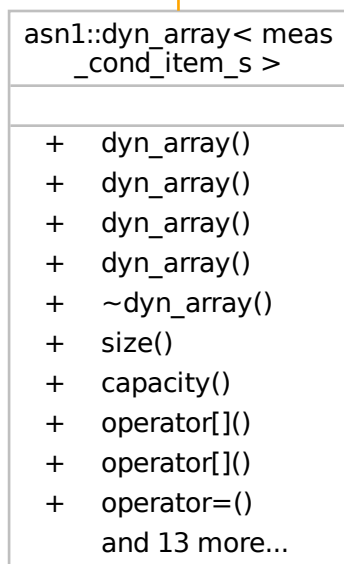 asn1::dyn_array< meas
_cond_item_s >
+ dyn_array()
+ dyn_array()
+ dyn_array()
+ dyn_array()
+ ~dyn_array()
+ size()
+ capacity()
+ operator[]()
+ operator[]()
+ operator=()
and 13 more...